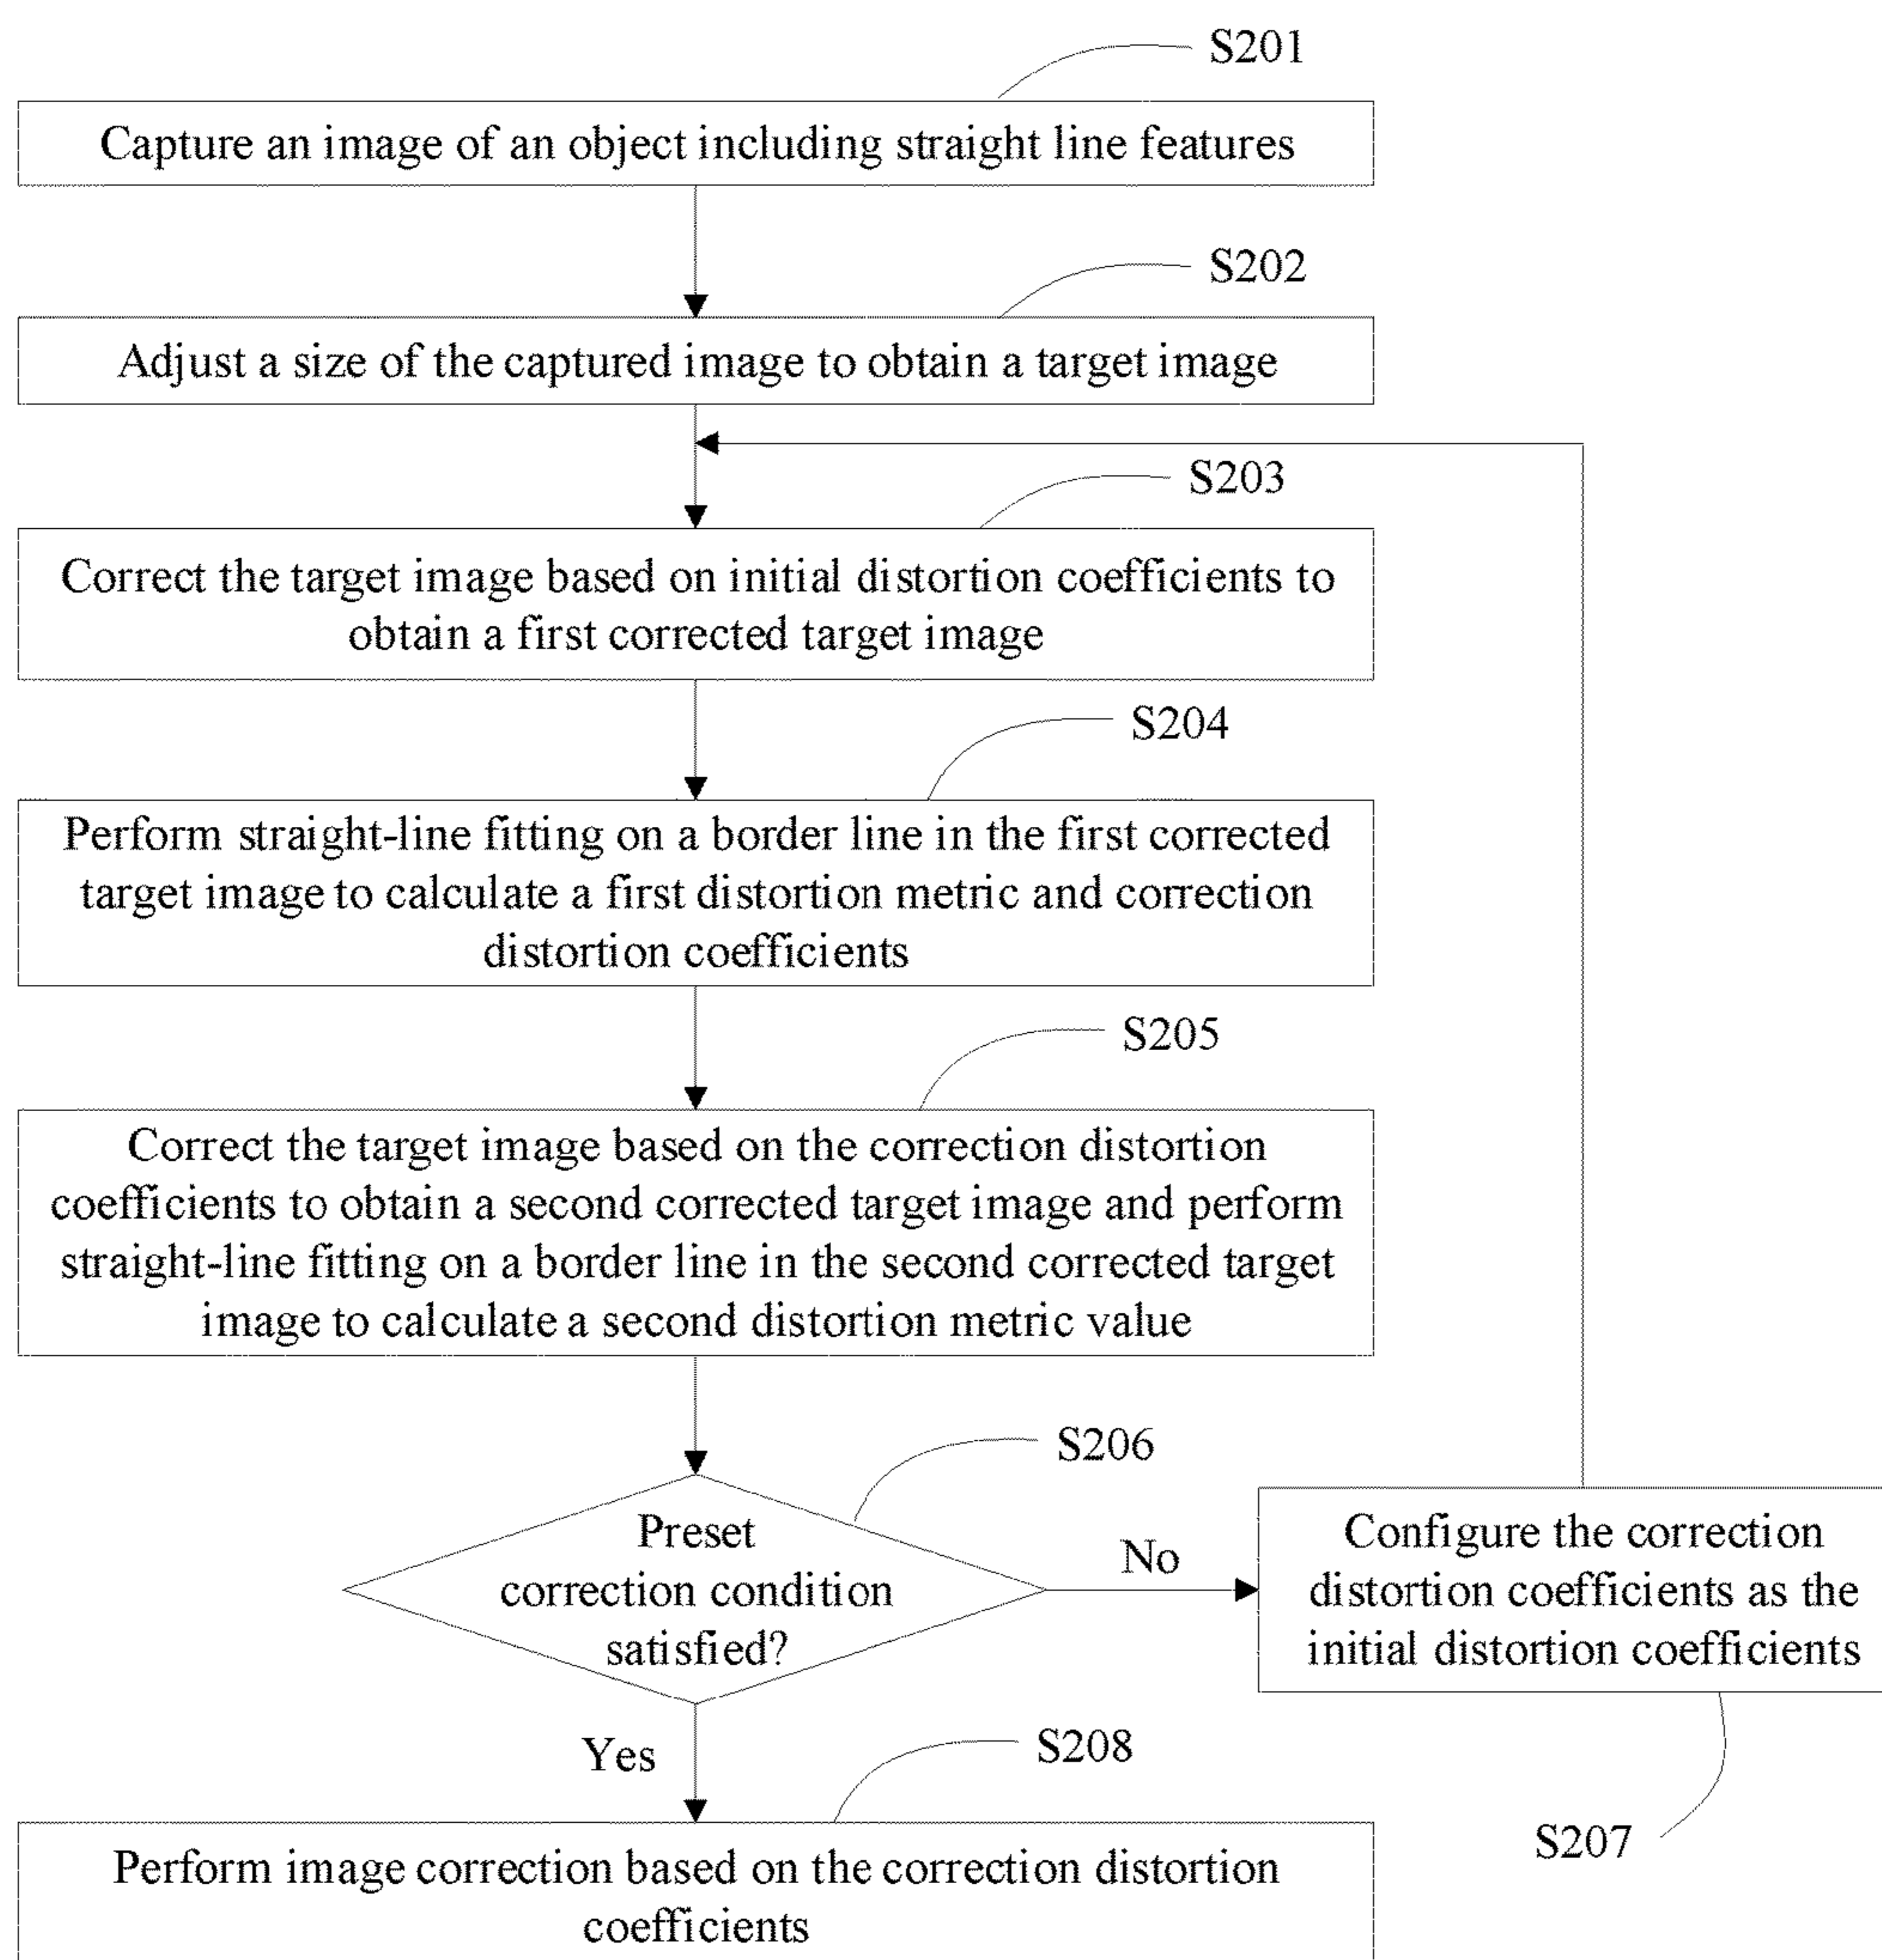 S201
Capture an image of an object including straight line features
S202
Adjust a size of the captured image to obtain a target image
S203
Correct the target image based on initial distortion coefficients to
obtain a first corrected target image
S204
Perform straight-line fitting on a border line in the first corrected
target image to calculate a first distortion metric and correction
distortion coefficients
S205
Correct the target image based on the correction distortion
coefficients to obtain a second corrected target image and perform
straight-line fitting on a border line in the second corrected target
image to calculate a second distortion metric value
S206
Preset
correction condition
satisfied?
No
Configure the correction
distortion coefficients as the
initial distortion coefficients
S207
Yes
S208
Perform image correction based on the correction distortion
coefficients